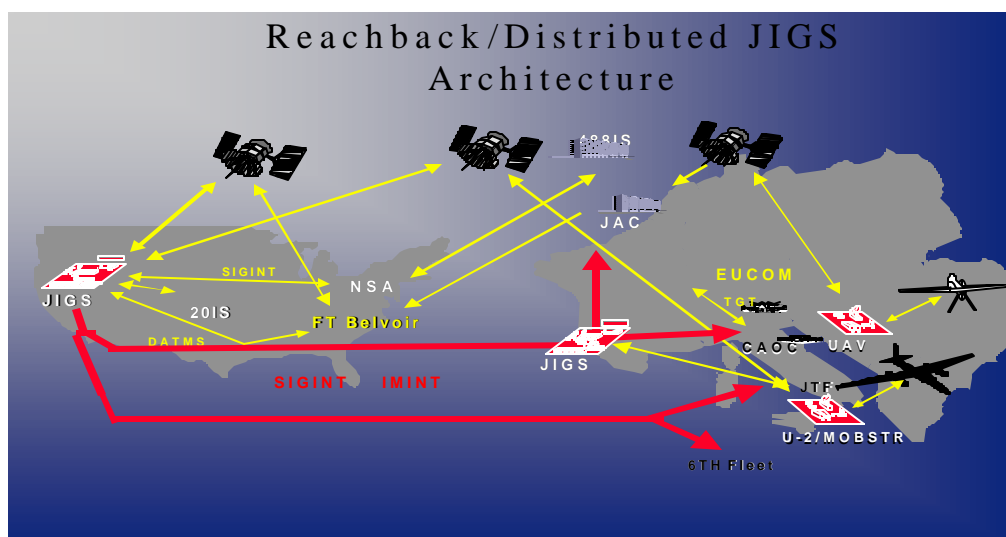 Reachback/Distributed JIGS
Architecture
488IS
JAC
SIGINT
NSA
EUCOM
JIGS
20IS
TGT
FT Belvoir
DATMS
CAOC
UAV
JIGS
SIGINT IMINT
JTF
U-2/MOBSTR
6TH Fleet